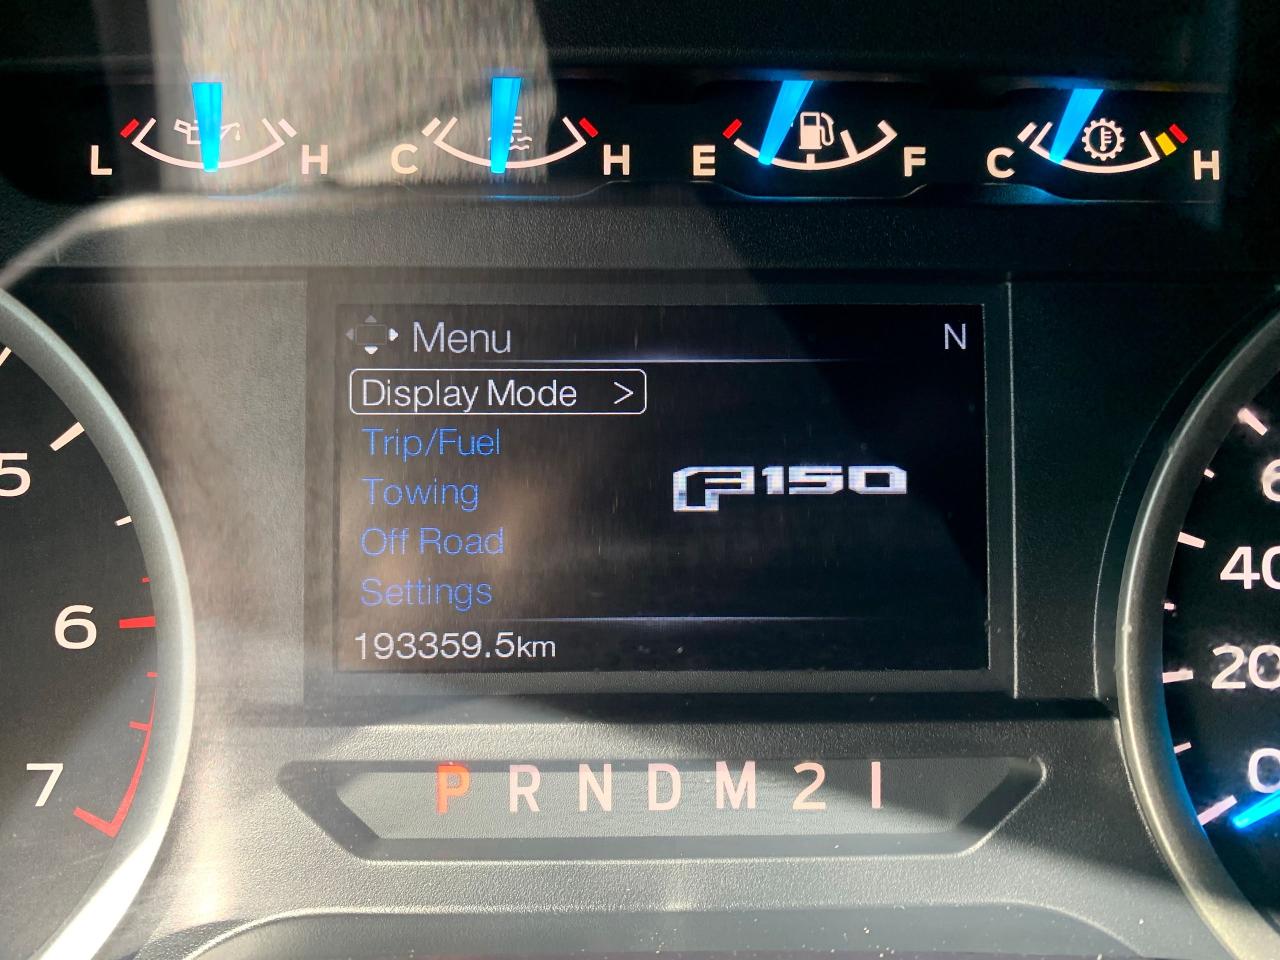 L H C H E F C H
Menu N
Display Mode >
Trip/Fuel
F150
Towing
Off Road
Settings
193359.5km
5
6
7
40
20
0
P R N D M 2 1